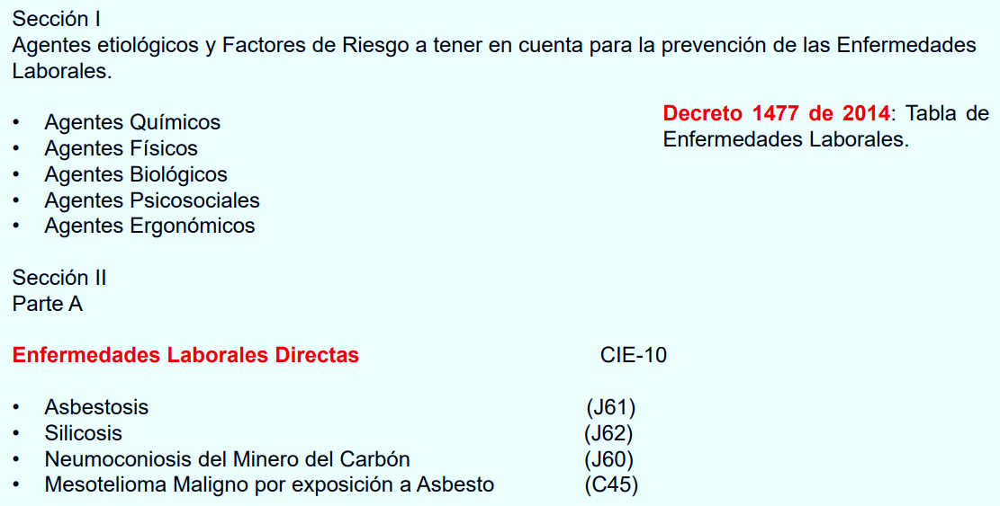 Sección I
Agentes etiológicos y Factores de Riesgo a tener en cuenta para la prevención de las Enfermedades
Laborales.
• Agentes Químicos
• Agentes Físicos
• Agentes Biológicos
• Agentes Psicosociales
• Agentes Ergonómicos
Decreto 1477 de 2014: Tabla de
Enfermedades Laborales.
Sección II
Parte A
Enfermedades Laborales Directas CIE-10
• Asbestosis (J61)
• Silicosis (J62)
• Neumoconiosis del Minero del Carbón (J60)
• Mesotelioma Maligno por exposición a Asbesto (C45)